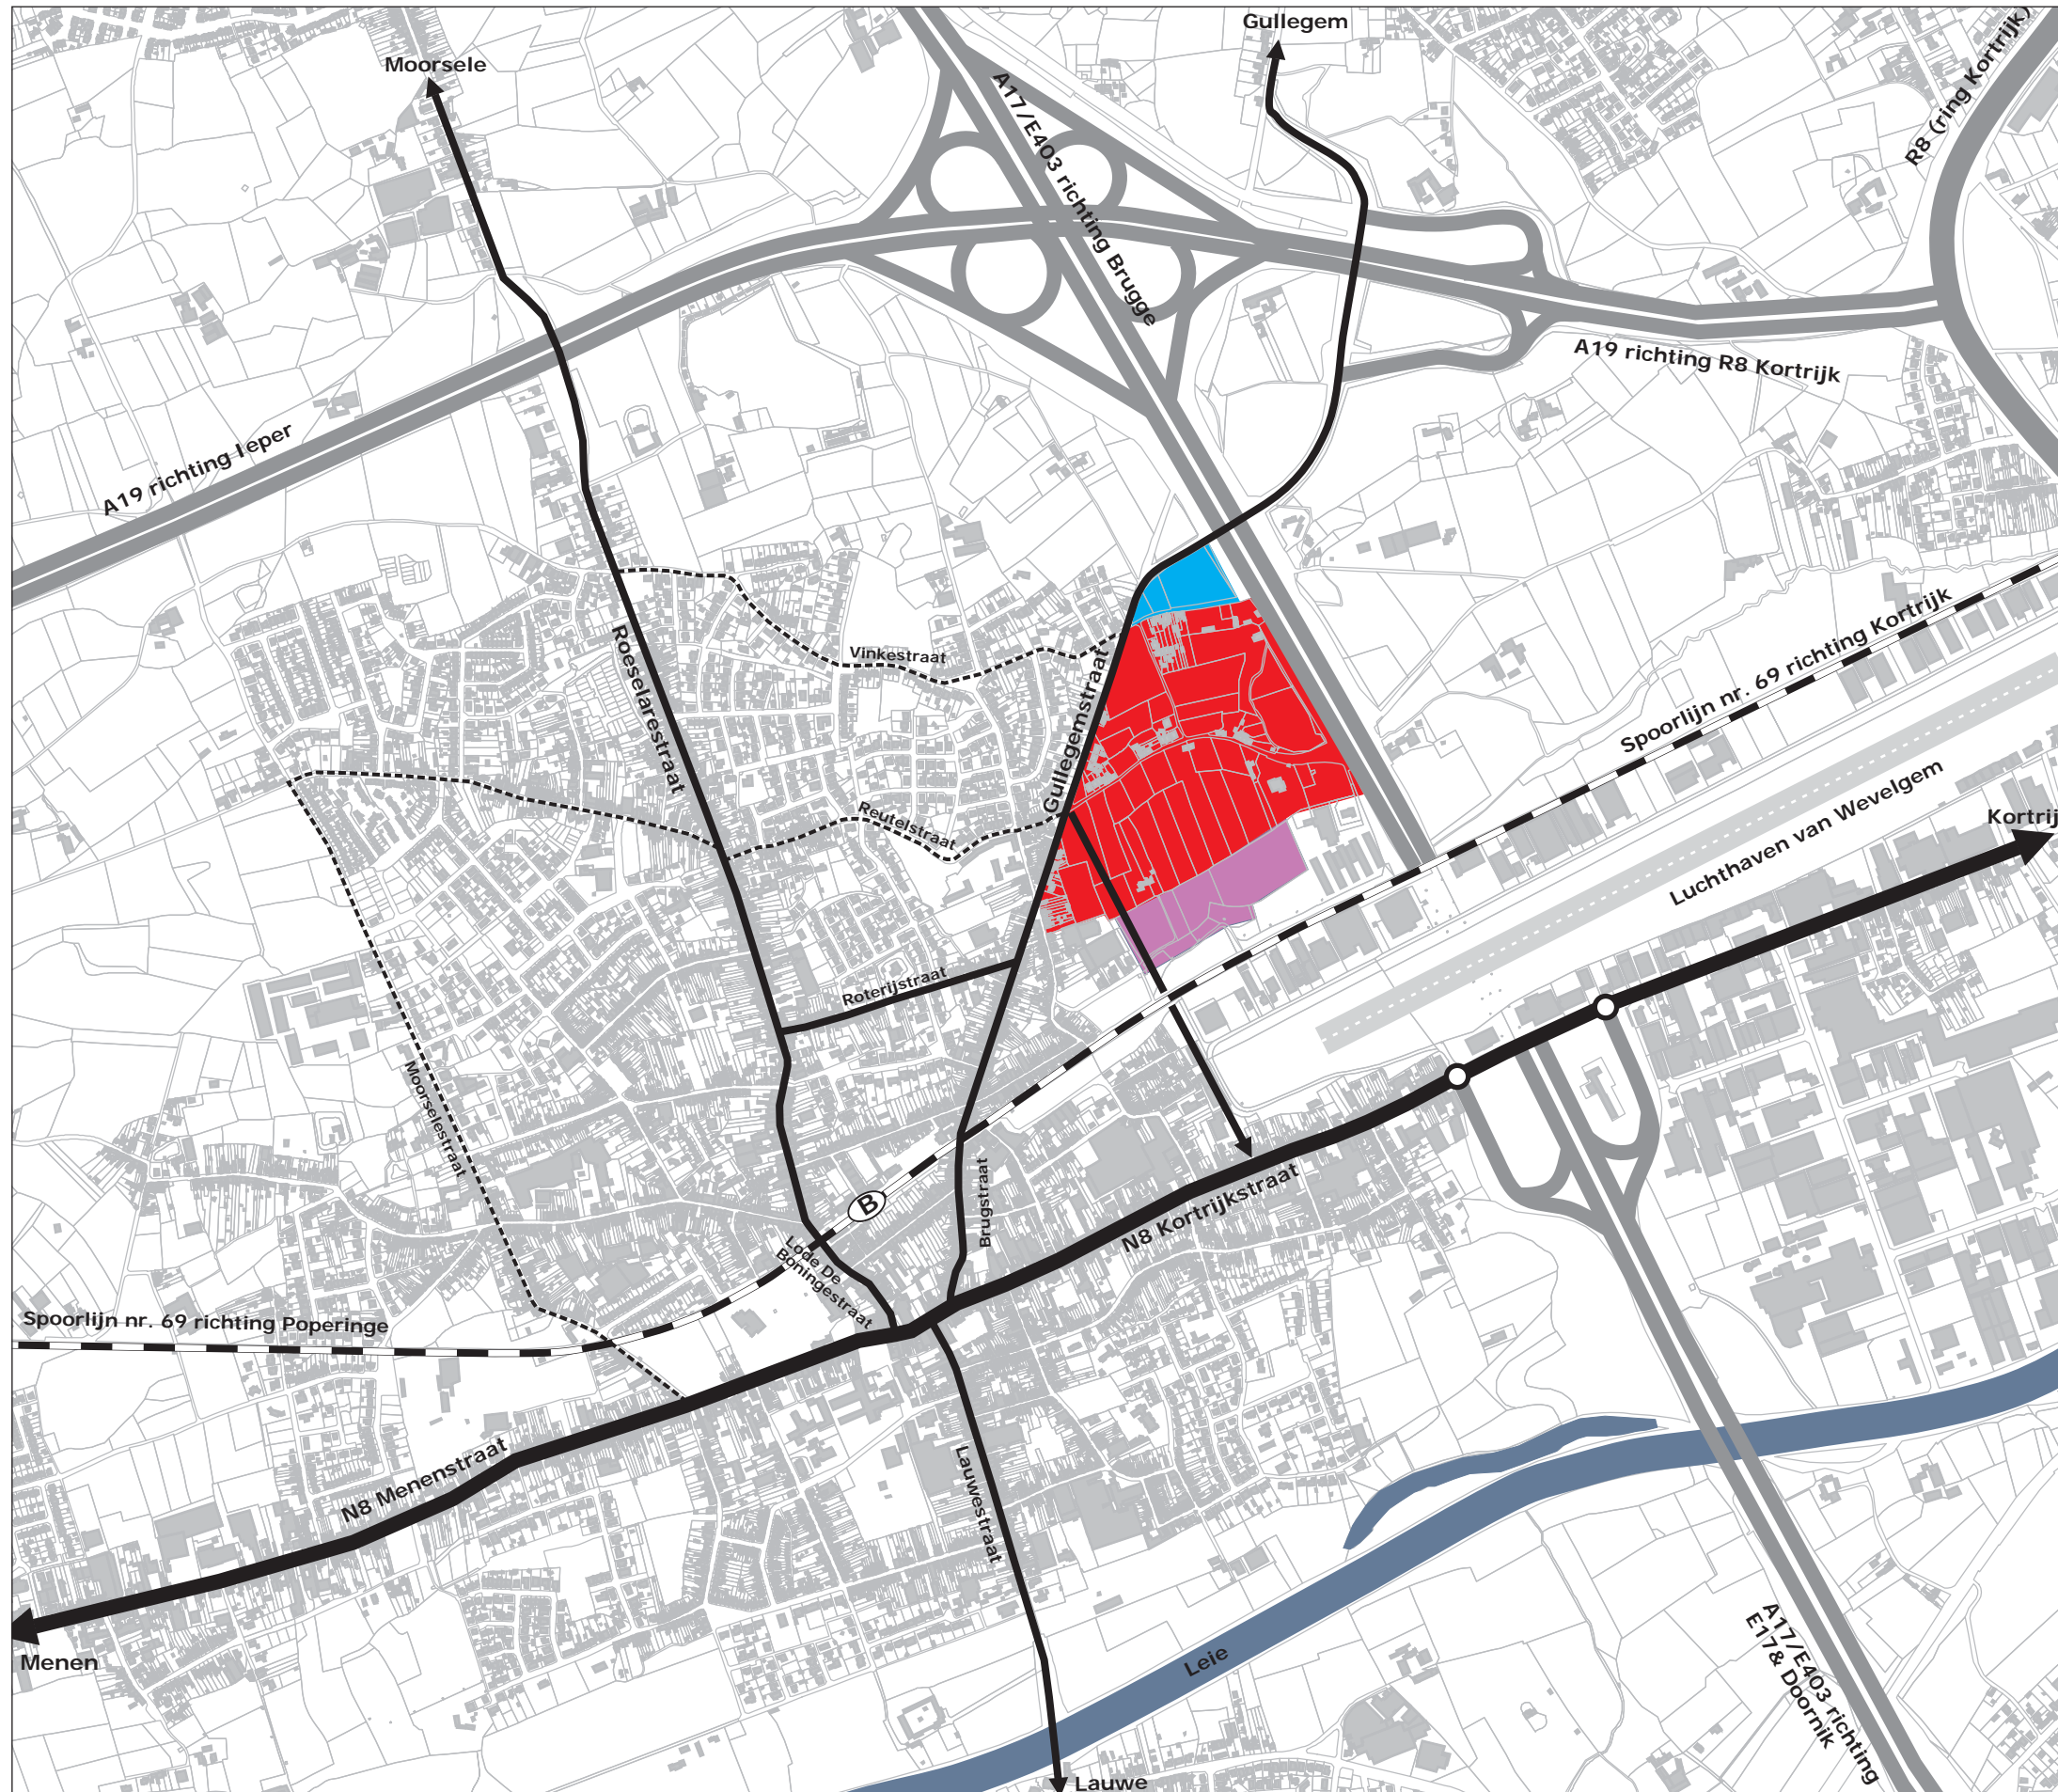 Gullegem
Moorsele
R8 (ring Kortrijk)
A17/E403 richting Brugge
A19 richting R8 Kortrijk
A19 richting Ieper
Spoorlijn nr. 69 richting Kortrijk
Roeselarestraat
Vinkestraat
Gullegemstraat
Luchthaven van Wevelgem
Kortrij
Reutelstraat
Roterijstraat
Moorselestraat
B
Brugstraat
N8 Kortrijkstraat
Lode De
Boningestraat
Spoorlijn nr. 69 richting Poperinge
N8 Menenstraat
Lauwestraat
Menen
Leie
A17/E403 richting
E17& Doornik
Lauwe